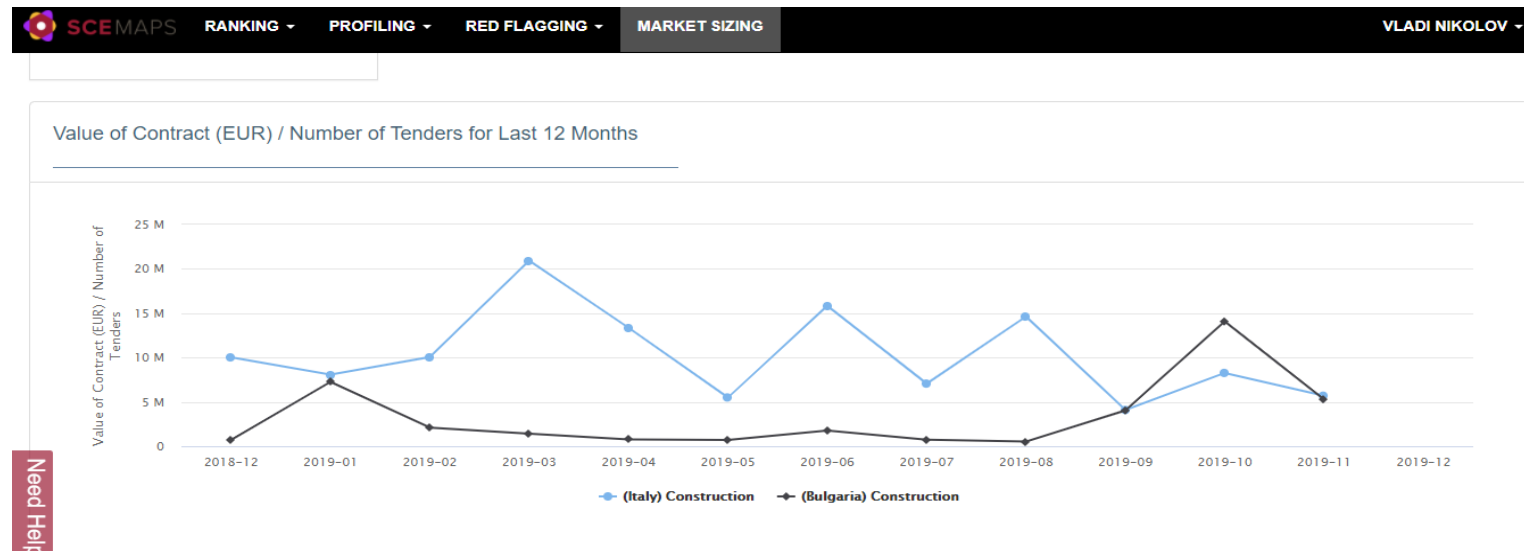 SCEMAPS RANKING PROFILING RED FLAGGING MARKET SIZING VLADI NIKOLOV
Value of Contract (EUR) / Number of Tenders for Last 12 Months
Value of Contract (EUR) / Number of
Tenders
25 M
20 M
15 M
10 M
5 M
0
2018-12 2019-01 2019-02 2019-03 2019-04 2019-05 2019-06 2019-07 2019-08 2019-09 2019-10 2019-11 2019-12
(Italy) Construction (Bulgaria) Construction
Need Help